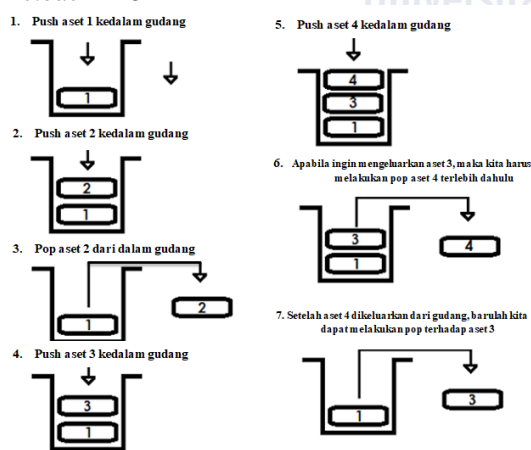 1. Push aset 1 kedalam gudang
1
2. Push aset 2 kedalam gudang
2
1
3. Pop aset 2 dari dalam gudang
1
2
4. Push aset 3 kedalam gudang
3
1
5. Push aset 4 kedalam gudang
4
3
1
6. Apabila ingin mengeluarkan aset 3, maka kita harus
melakukan pop aset 4 terlebih dahulu
3
1
4
7. Setelah aset 4 dikeluarkan dari gudang, barulah kita
dapat melakukan pop terhadap aset 3
1
3